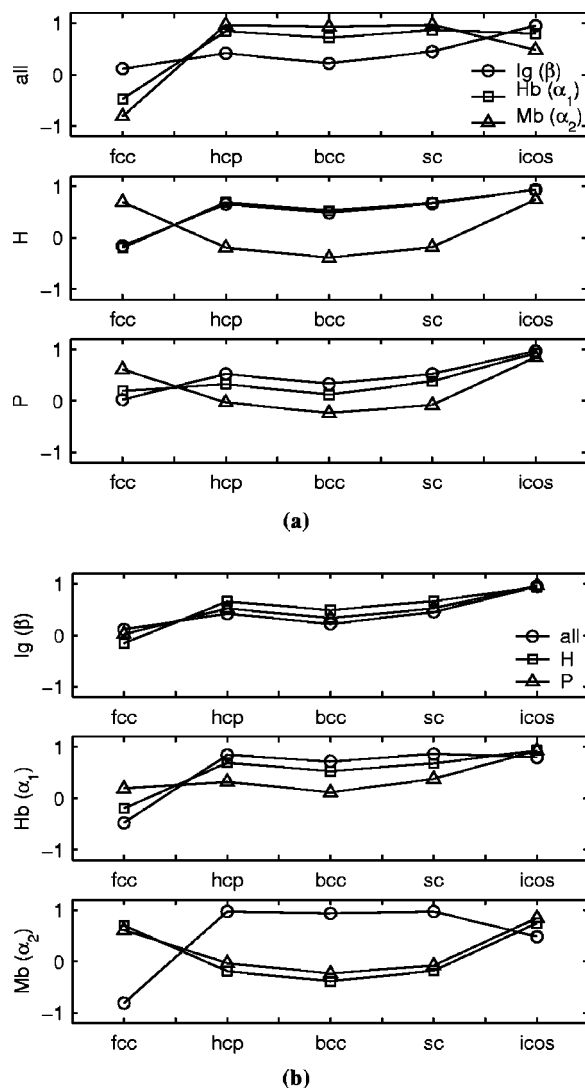 1
0
−1
all
Ig (β)
Hb (α1)
Mb (α2)
fcc hcp bcc sc icos
1
0
−1
H
fcc hcp bcc sc icos
1
0
−1
P
fcc hcp bcc sc icos
(a)
1
0
−1
Ig (β)
all
H
P
fcc hcp bcc sc icos
1
0
−1
Hb (α1)
fcc hcp bcc sc icos
1
0
−1
Mb (α2)
fcc hcp bcc sc icos
(b)